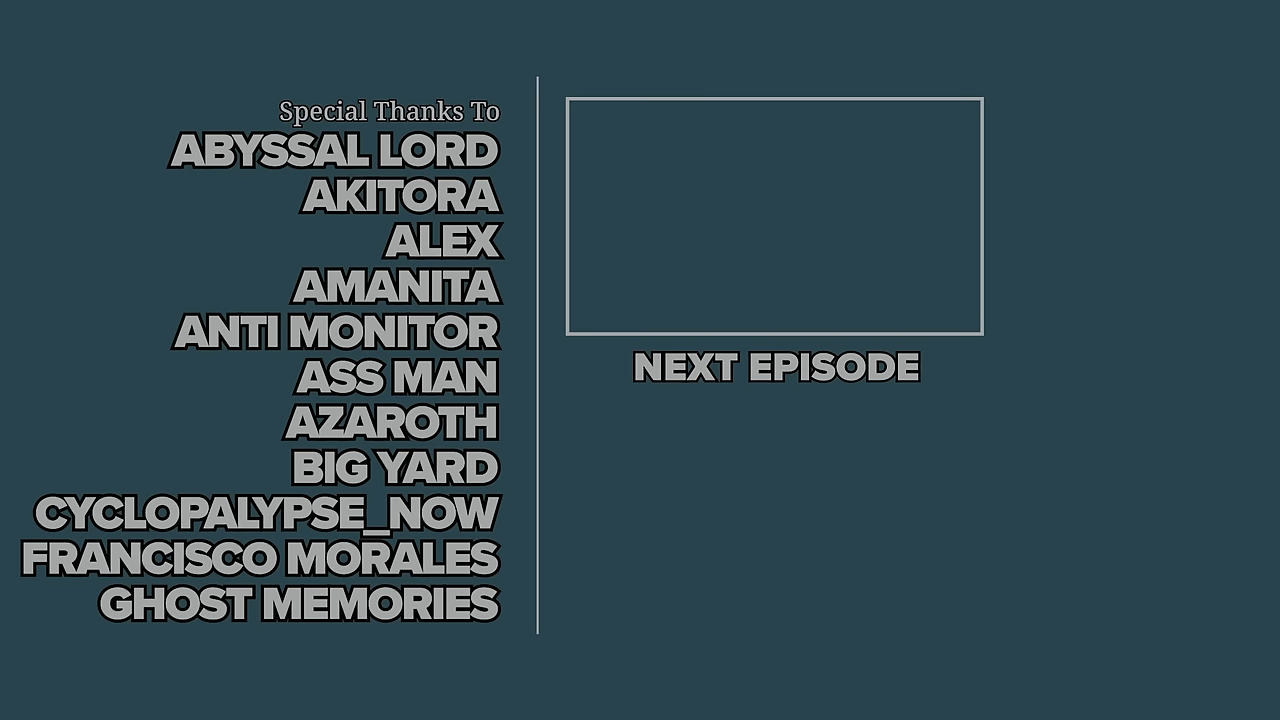 Special Thanks To
ABYSSAL LORD
AKITORA
ALEX
AMANITA
ANTI MONITOR
ASS MAN
AZAROTH
BIG YARD
CYCLOPALYPSE_NOW
FRANCISCO MORALES
GHOST MEMORIES
NEXT EPISODE